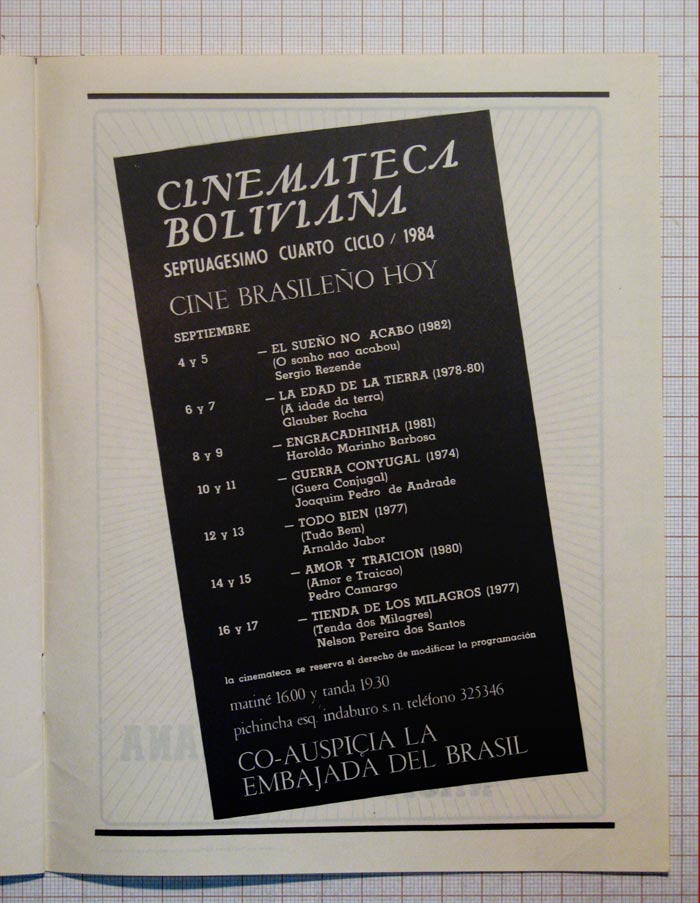 CINEMATECA
BOLIVIANA
SEPTUAGESIMO CUARTO CICLO / 1984
CINE BRASILEÑO HOY
SEPTIEMBRE
4 y 5 — EL SUEÑO NO ACABO (1982)
(O sonho nao acabou)
Sergio Rezende
6 y 7 — LA EDAD DE LA TIERRA (1978-80)
(A idade da terra)
Glauber Rocha
8 y 9 — ENGRACADHINHA (1981)
Haroldo Marinho Barbosa
10 y 11 — GUERRA CONYUGAL (1974)
(Guera Conjugal)
Joaquim Pedro de Andrade
12 y 13 — TODO BIEN (1977)
(Tudo Bem)
Arnaldo Jabor
14 y 15 — AMOR Y TRAICION (1980)
(Amor e Traicao)
Pedro Camargo
16 y 17 — TIENDA DE LOS MILAGROS (1977)
(Tenda dos Milagres)
Nelson Pereira dos Santos
la cinemateca se reserva el derecho de modificar la programación
matiné 16.00 y tanda 19.30
pichincha esq. indaburo s. n. teléfono 325346
CO-AUSPICIA LA
EMBAJADA DEL BRASIL